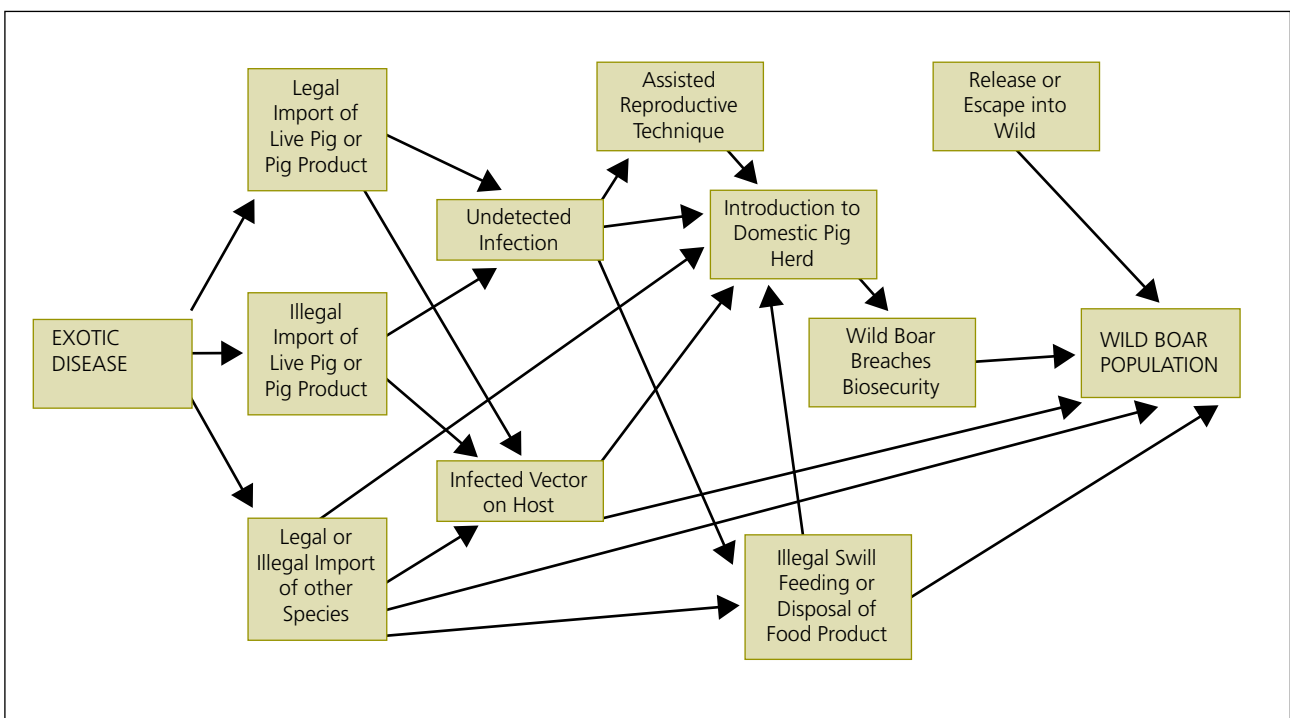 Legal
Import of
Live Pig or
Pig Product
Assisted
Reproductive
Technique
Release or
Escape into
Wild
Undetected
Infection
Introduction to
Domestic Pig
Herd
EXOTIC
DISEASE
Illegal
Import of
Live Pig or
Pig Product
Wild Boar
Breaches
Biosecurity
WILD BOAR
POPULATION
Infected Vector
on Host
Legal or
Illegal Import
of other
Species
Illegal Swill
Feeding or
Disposal of
Food Product